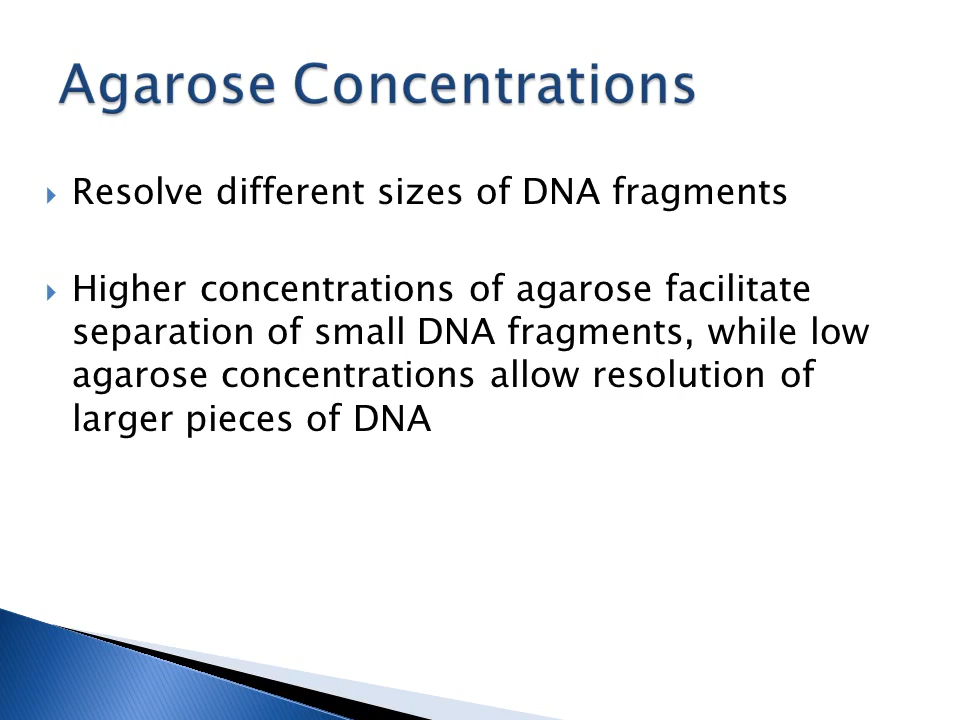 Agarose Concentrations
Resolve different sizes of DNA fragments
Higher concentrations of agarose facilitate
separation of small DNA fragments, while low
agarose concentrations allow resolution of
larger pieces of DNA